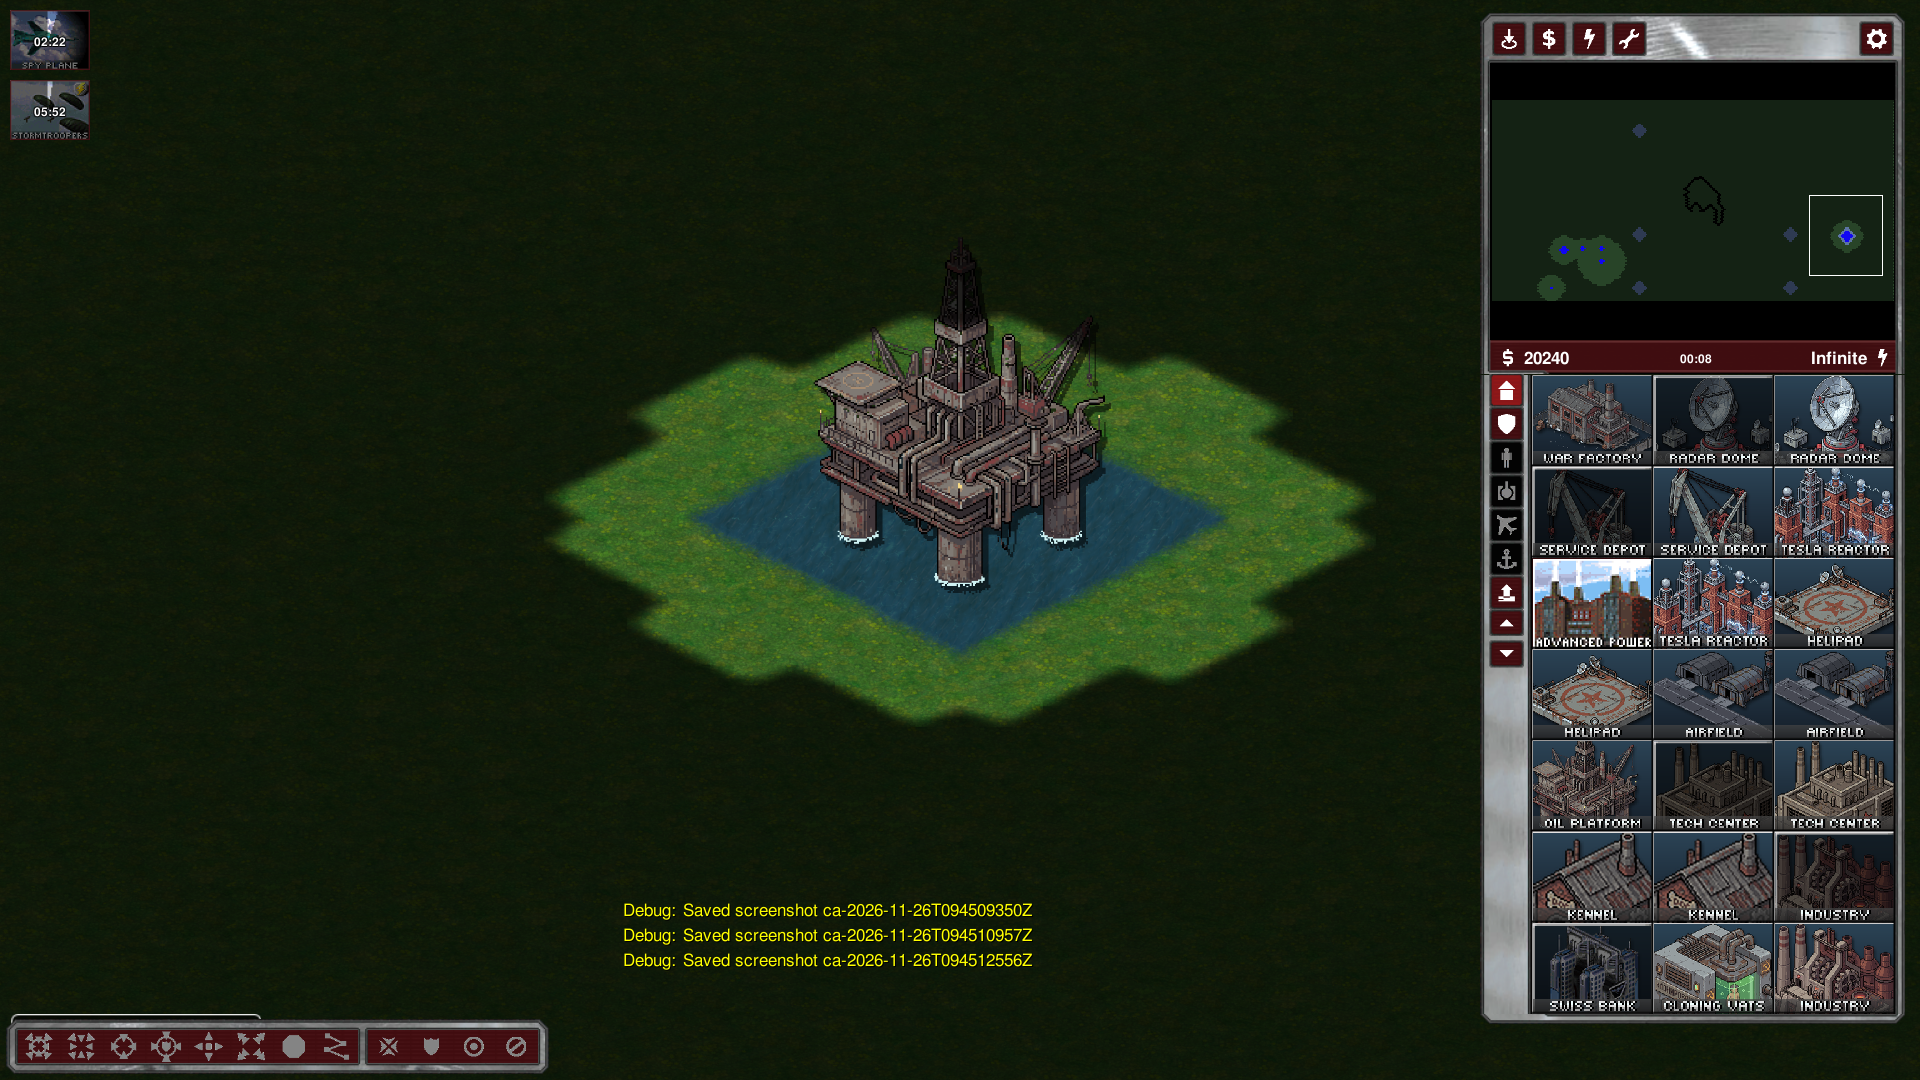 02:22
SPY PLANE
05:52
STORMTROOPERS
$ 20240 00:08 Infinite
WAR FACTORY RADAR DOME RADAR DOME
SERVICE DEPOT SERVICE DEPOT TESLA REACTOR
ADVANCED POWER TESLA REACTOR HELIPAD
HELIPAD AIRFIELD AIRFIELD
OIL PLATFORM TECH CENTER TECH CENTER
KENNEL KENNEL INDUSTRY
SWISS BANK CLONING VATS INDUSTRY
Debug: Saved screenshot ca-2026-11-26T094509350Z
Debug: Saved screenshot ca-2026-11-26T094510957Z
Debug: Saved screenshot ca-2026-11-26T094512556Z